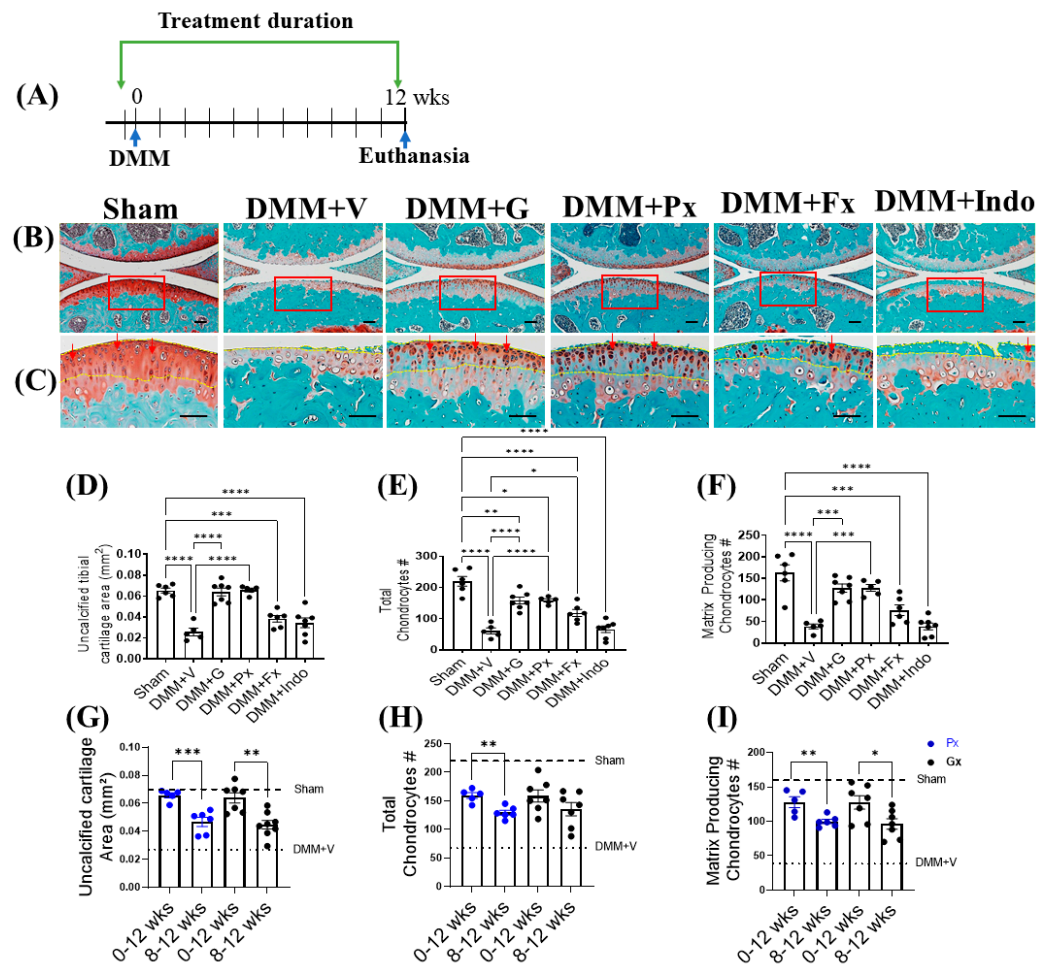 Treatment duration
(A)
0
12 wks
DMM
Euthanasia
Sham
DMM+V
DMM+G
DMM+Px
DMM+Fx
DMM+Indo
(B)
(C)
(D)
Uncalcified tibial
cartilage area (mm²)
0.10
0.08
0.06
0.04
0.02
0.00
****
***
****
****
****
Sham
DMM+V
DMM+G
DMM+Px
DMM+Fx
DMM+Indo
(E)
Total
Chondrocytes #
300
200
100
0
****
****
*
*
**
****
****
****
Sham
DMM+V
DMM+G
DMM+Px
DMM+Fx
DMM+Indo
(F)
Matrix Producing
Chondrocytes #
200
150
100
50
0
****
***
***
****
***
Sham
DMM+V
DMM+G
DMM+Px
DMM+Fx
DMM+Indo
(G)
Uncalcified cartilage
Area (mm²)
0.10
0.08
0.06
0.04
0.02
0.00
***
**
Sham
DMM+V
0-12 wks
8-12 wks
0-12 wks
8-12 wks
(H)
Total
Chondrocytes #
250
200
150
100
50
0
**
Sham
DMM+V
0-12 wks
8-12 wks
0-12 wks
8-12 wks
(I)
Matrix Producing
Chondrocytes #
200
150
100
50
0
**
*
Px
Gx
Sham
DMM+V
0-12 wks
8-12 wks
0-12 wks
8-12 wks